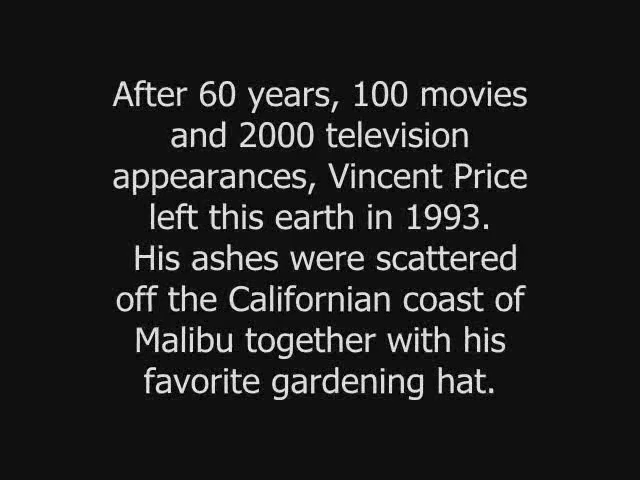 After 60 years, 100 movies
and 2000 television
appearances, Vincent Price
left this earth in 1993.
His ashes were scattered
off the Californian coast of
Malibu together with his
favorite gardening hat.